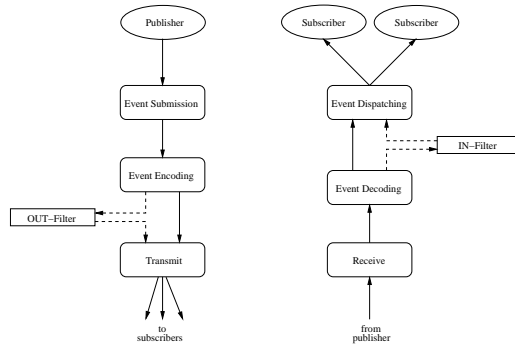 Publisher
Event Submission
Event Encoding
OUT–Filter
Transmit
to
subscribers
Subscriber
Subscriber
Event Dispatching
IN–Filter
Event Decoding
Receive
from
publisher